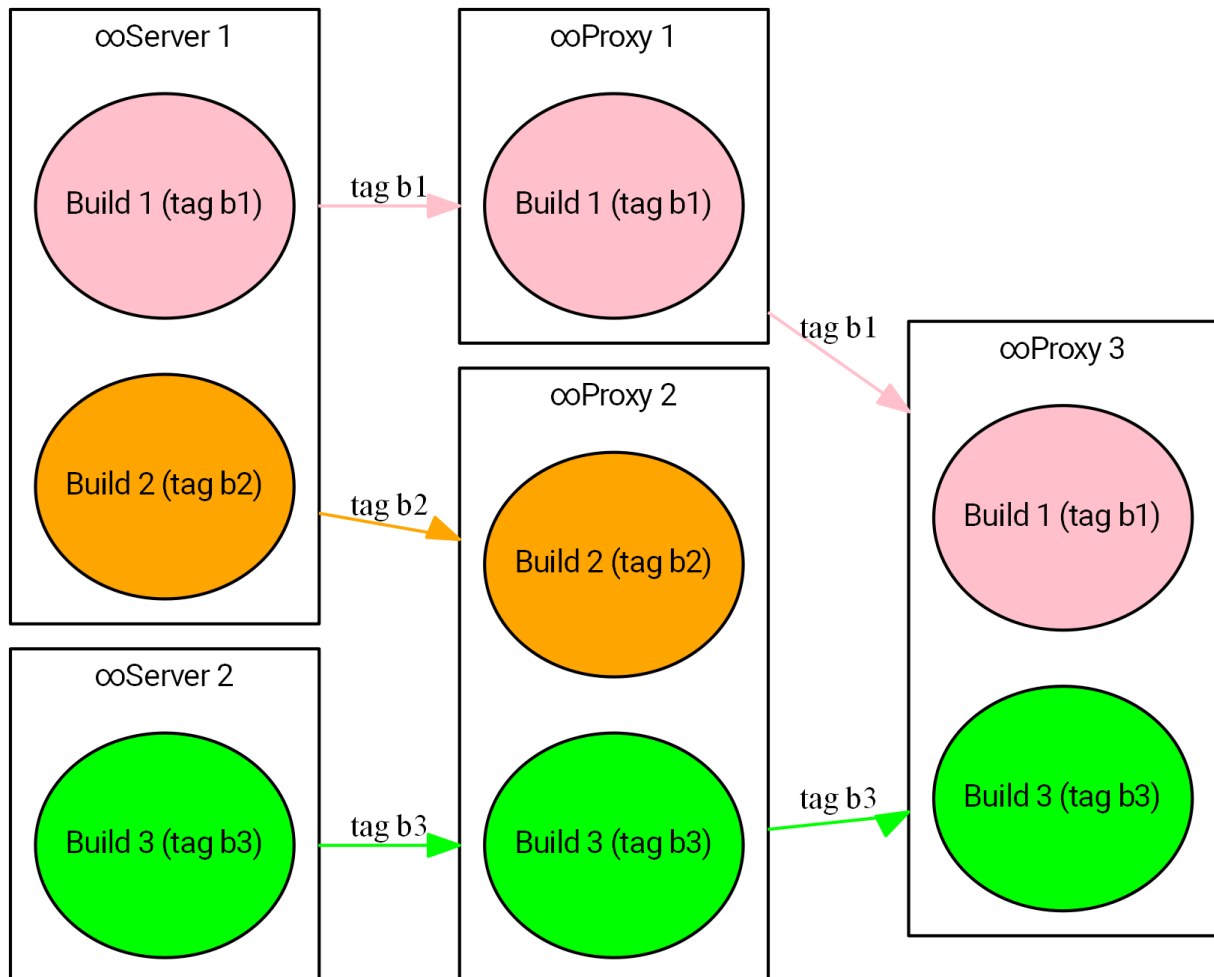 ∞Server 1
Build 1 (tag b1)
Build 2 (tag b2)
∞Server 2
Build 3 (tag b3)
tag b1
tag b2
tag b3
∞Proxy 1
Build 1 (tag b1)
∞Proxy 2
Build 2 (tag b2)
Build 3 (tag b3)
tag b1
tag b3
∞Proxy 3
Build 1 (tag b1)
Build 3 (tag b3)